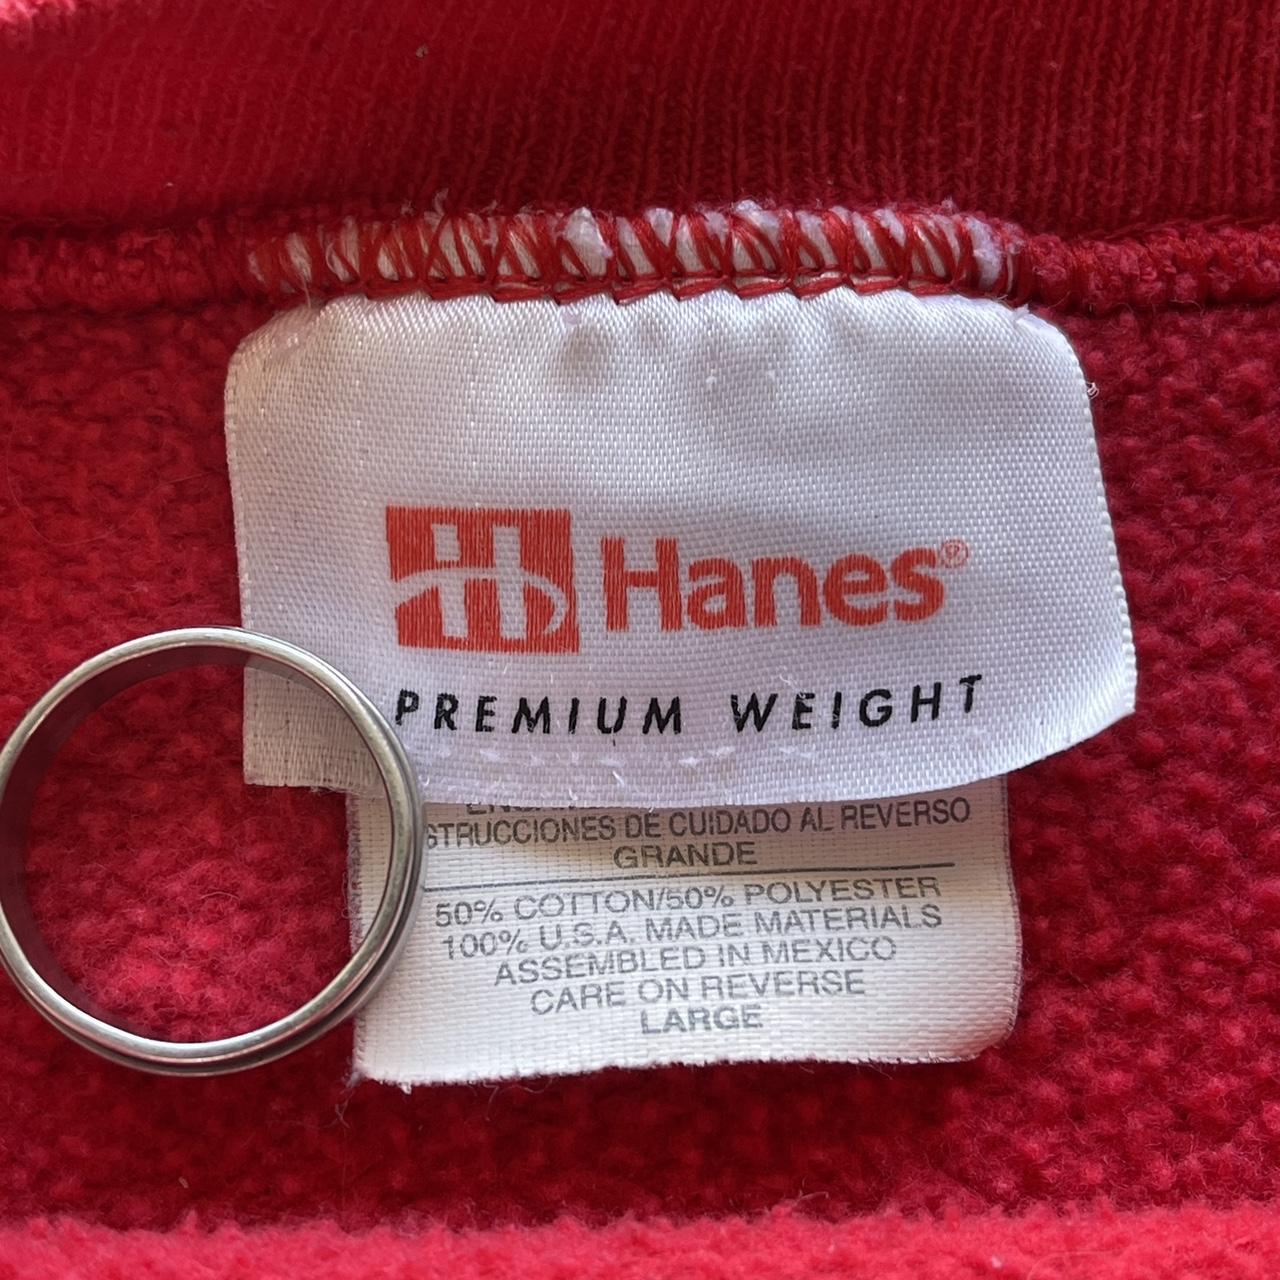 Hanes®
PREMIUM WEIGHT
STRUCCIONES DE CUIDADO AL REVERSO
GRANDE
50% COTTON/50% POLYESTER
100% U.S.A. MADE MATERIALS
ASSEMBLED IN MEXICO
CARE ON REVERSE
LARGE